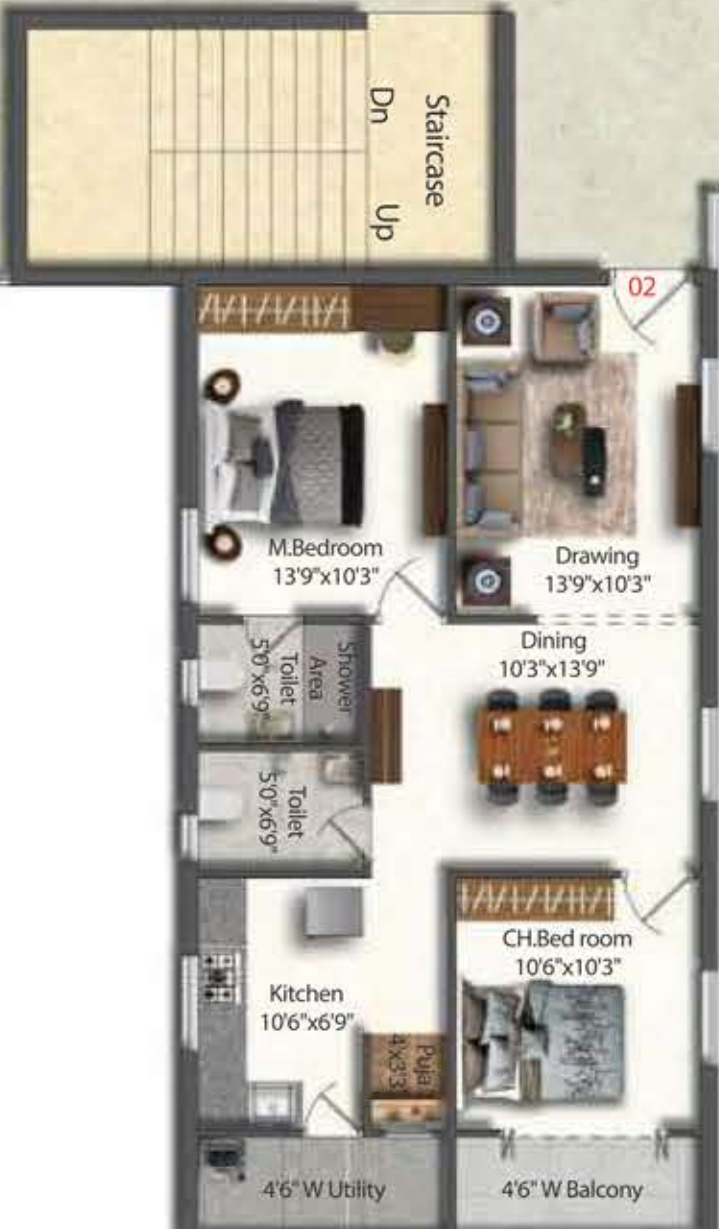 Staircase
Dn
Up
02
M.Bedroom
13'9"x10'3"
Drawing
13'9"x10'3"
Dining
10'3"x13'9"
Shower
Area
Toilet
5'0"x6'9"
Toilet
5'0"x6'9"
CH.Bed room
10'6"x10'3"
Kitchen
10'6"x6'9"
Puja
4'x3'3
4'6" W Utility
4'6" W Balcony